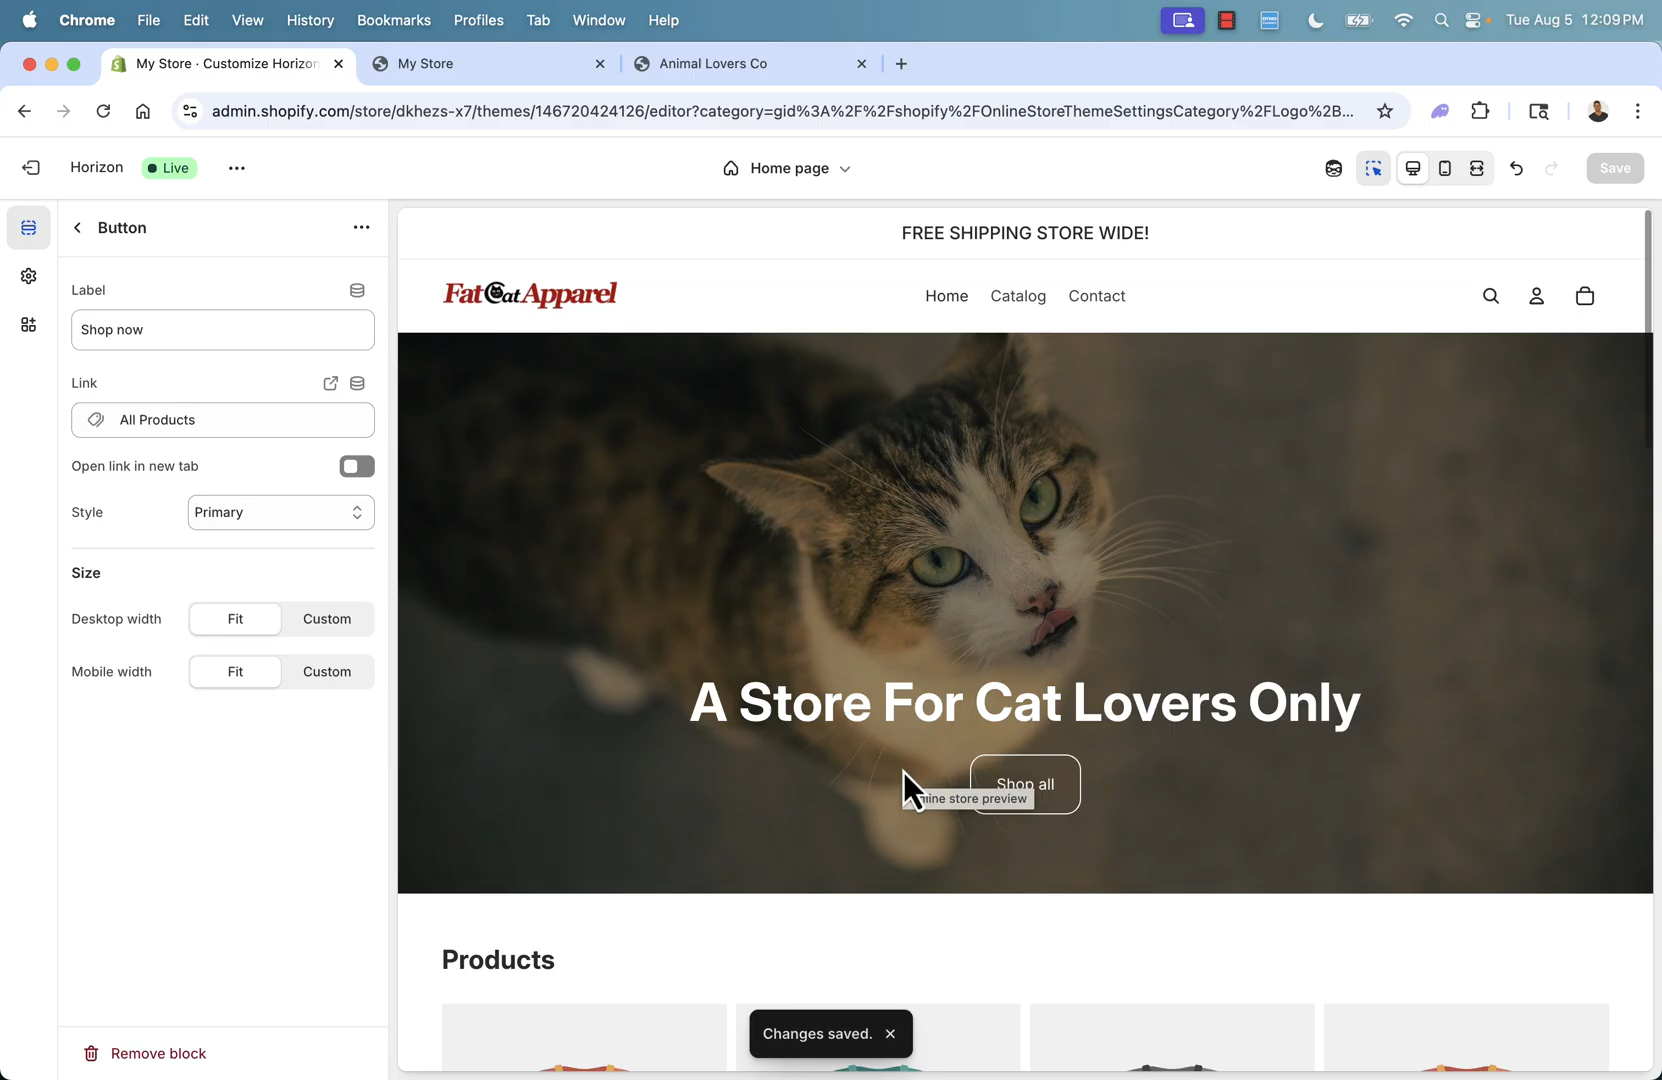 Chrome File Edit View History Bookmarks Profiles Tab Window Help Tue Aug 5 12:09 PM
My Store · Customize Horizon
My Store
Animal Lovers Co
admin.shopify.com/store/dkhezs-x7/themes/146720424126/editor?category=gid%3A%2F%2Fshopify%2FOnlineStoreThemeSettingsCategory%2FLogo%2B...
Horizon Live
Home page
Save
Button
Label
Shop now
Link
All Products
Open link in new tab
Style Primary
Size
Desktop width Fit Custom
Mobile width Fit Custom
Remove block
FREE SHIPPING STORE WIDE!
FatCatApparel
Home Catalog Contact
A Store For Cat Lovers Only
Shop all
store preview
Products
Changes saved.